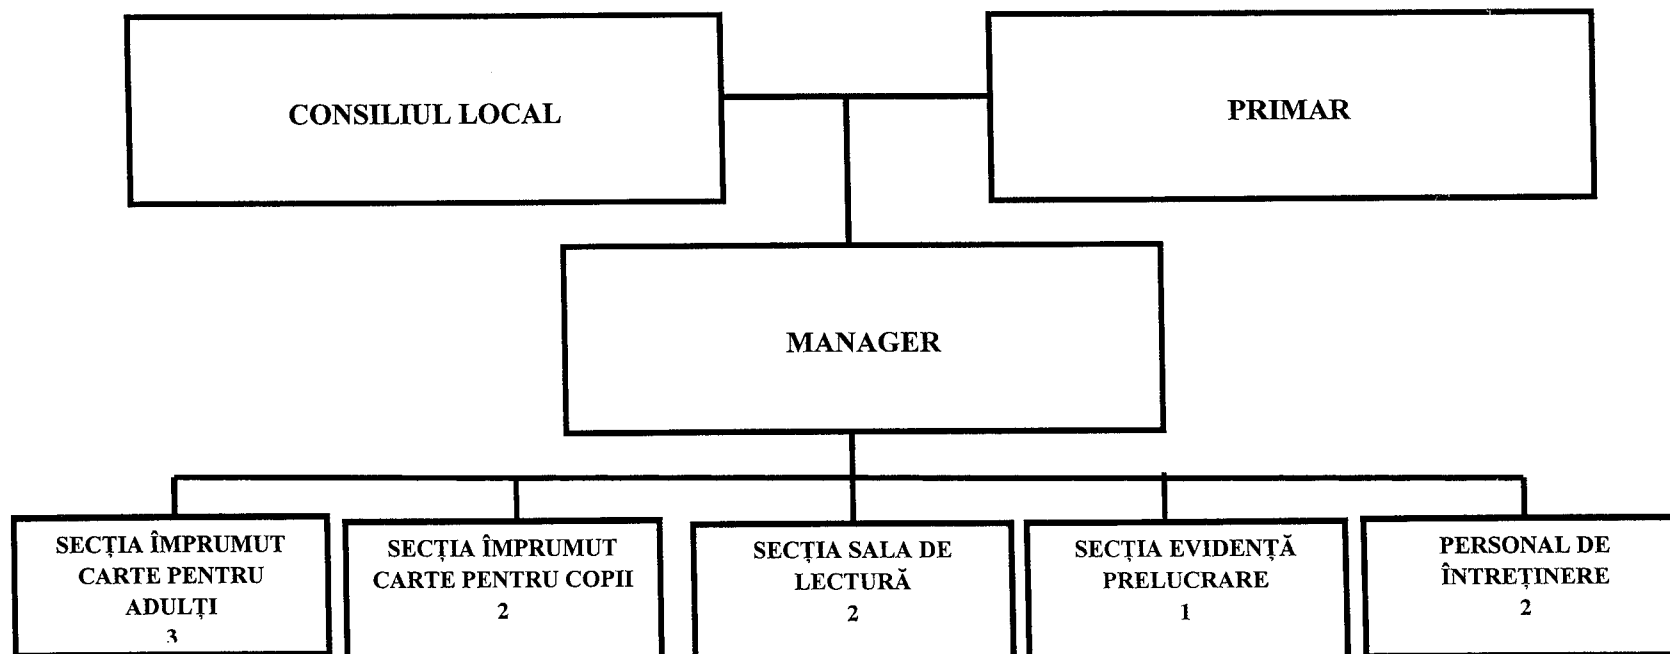 CONSILIUL LOCAL
PRIMAR
MANAGER
SECȚIA ÎMPRUMUT
CARTE PENTRU
ADULȚI
3
SECȚIA ÎMPRUMUT
CARTE PENTRU COPII
2
SECȚIA SALA DE
LECTURĂ
2
SECȚIA EVIDENȚĂ
PRELUCRARE
1
PERSONAL DE
ÎNTREȚINERE
2